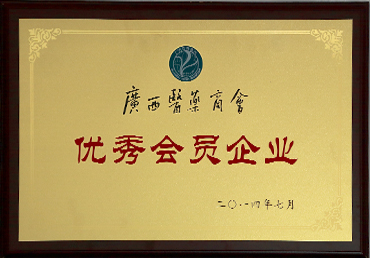 廣西醫藥商會
优秀会员企业
二〇一四年七月